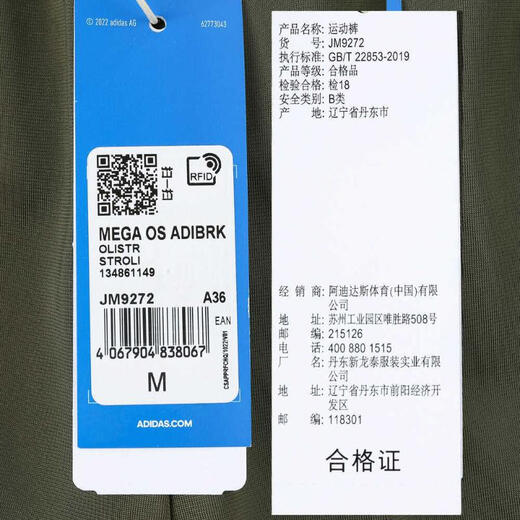 © 2022 adidas AG
62773043
RFID
MEGA OS ADIBRK
OLISTR
STROLI
134861149
JM9272 A36
EAN
4 067904 838067
M
ADIDAS.COM
产品名称: 运动裤
货 号: JM9272
执行标准: GB/T 22853-2019
产品等级: 合格品
检验合格: 检18
安全类别: B类
产 地: 辽宁省丹东市
经 销 商: 阿迪达斯体育(中国)有限
公司
地 址: 苏州工业园区唯胜路508号
邮 编: 215126
电 话: 400 880 1515
厂 名: 丹东新龙泰服装实业有限
公司
地 址: 辽宁省丹东市前阳经济开
发区
邮 编: 118301
合格证